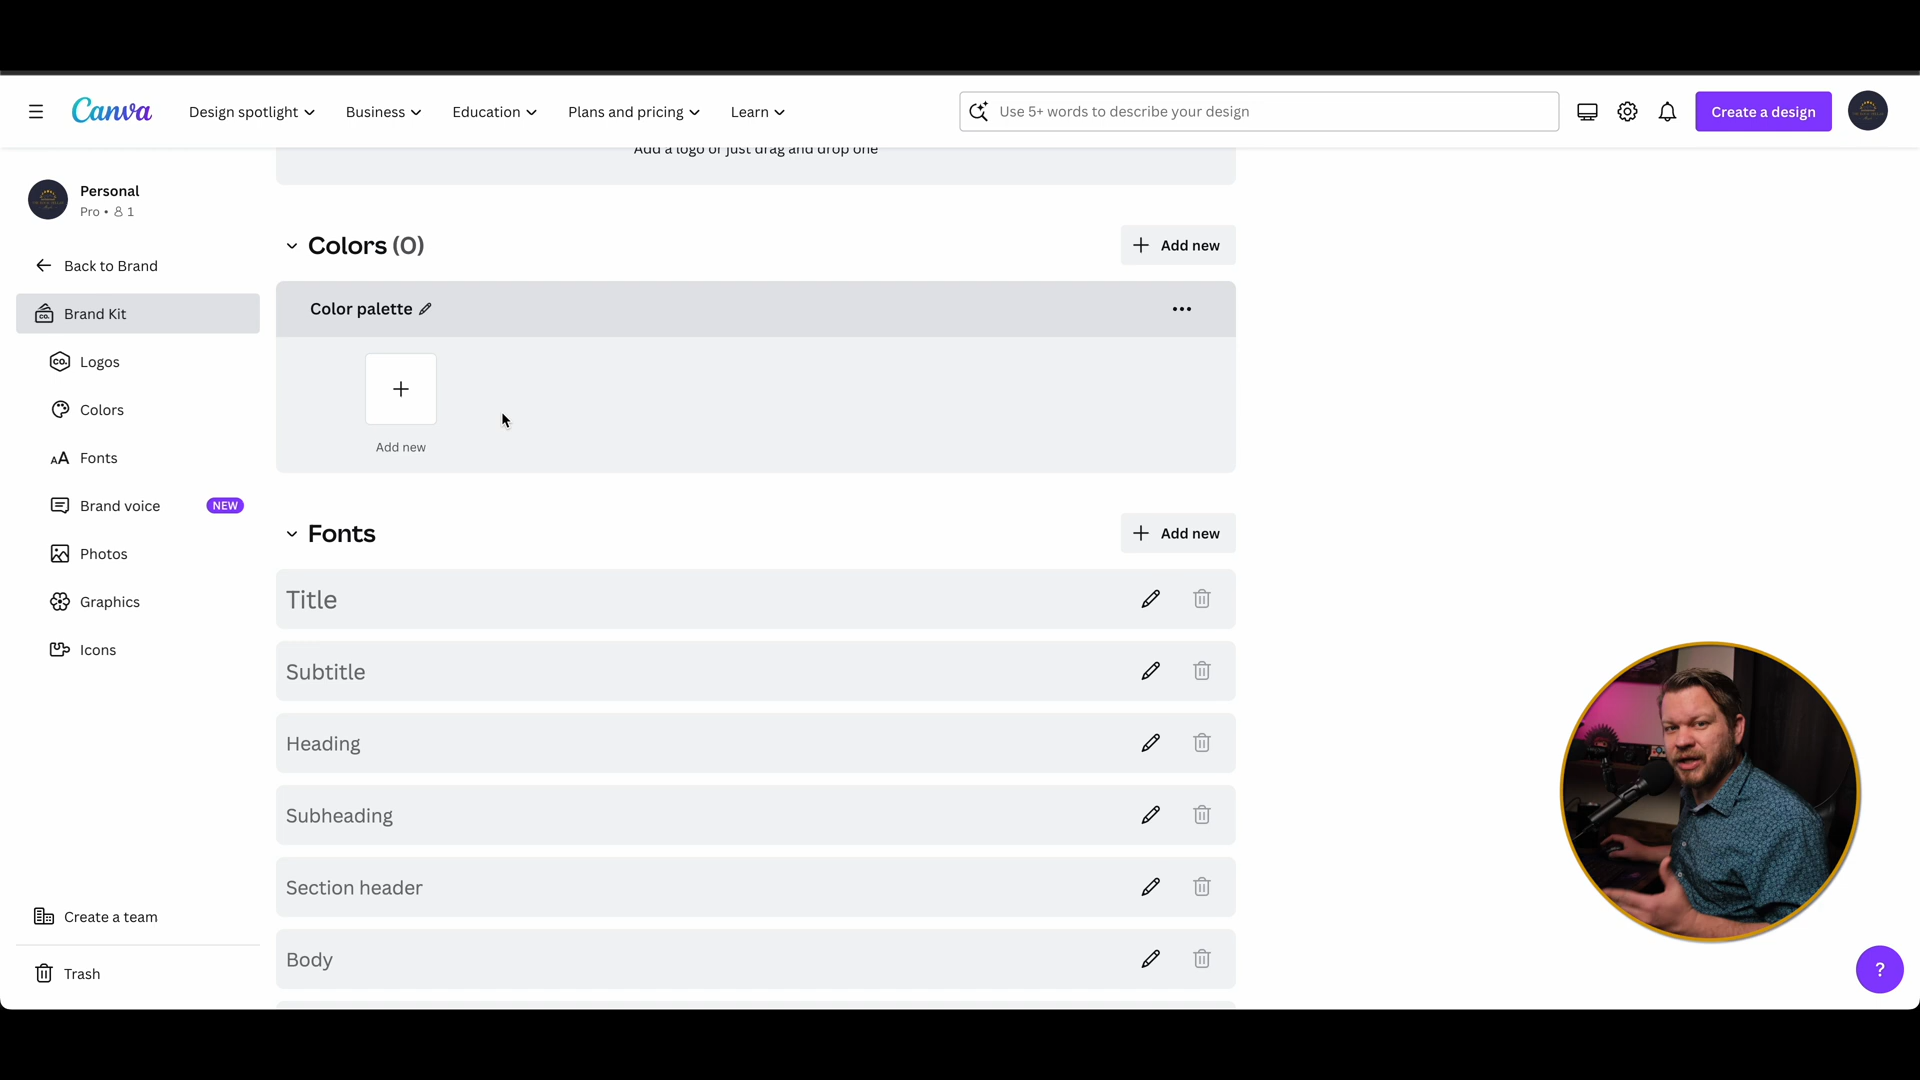 Canva
Design spotlight
Business
Education
Plans and pricing
Learn
Use 5+ words to describe your design
Create a design
Add a logo or just drag and drop one
Personal
Pro • 1
Back to Brand
Brand Kit
Logos
Colors
Fonts
Brand voice NEW
Photos
Graphics
Icons
Create a team
Trash
Colors (0)
+ Add new
Color palette
Add new
Fonts
+ Add new
Title
Subtitle
Heading
Subheading
Section header
Body
?